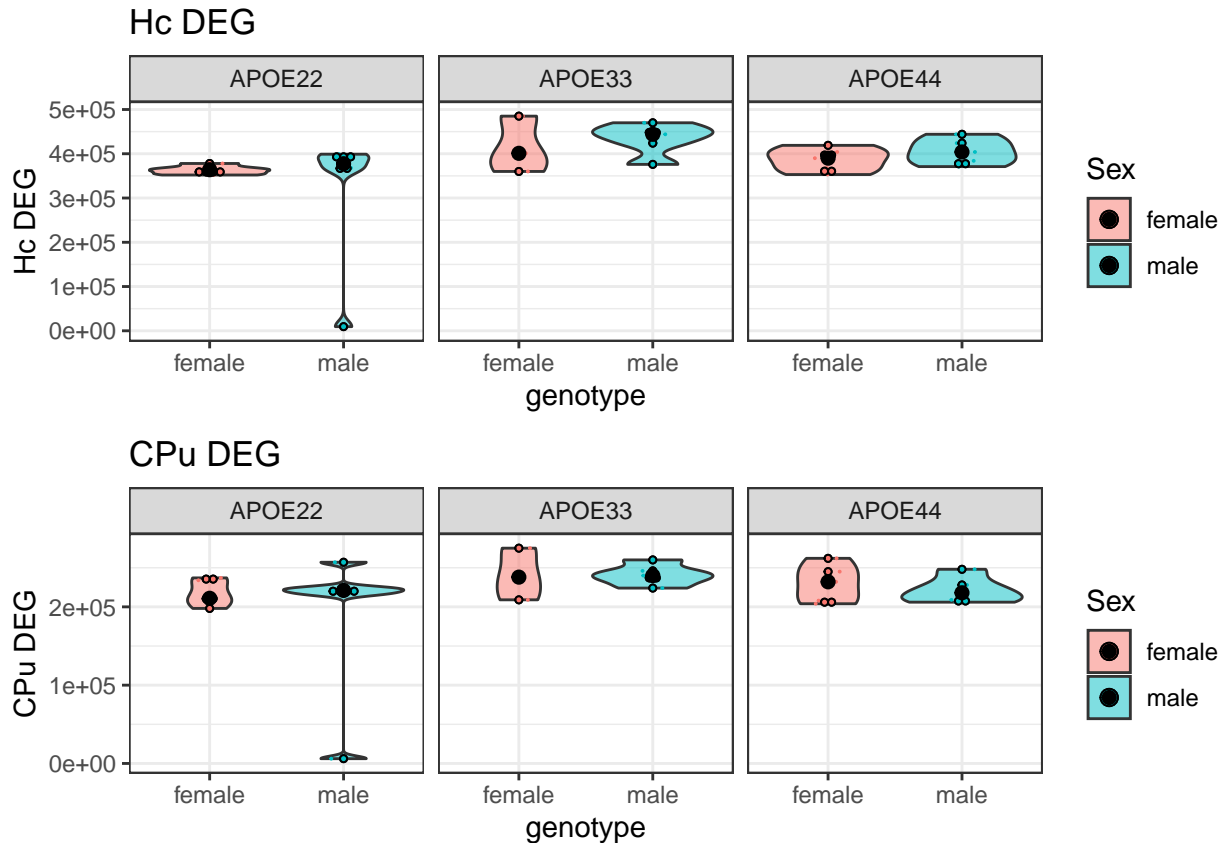 Hc DEG
APOE22 APOE33 APOE44
Hc DEG
5e+05
4e+05
3e+05
2e+05
1e+05
0e+00
female male female male female male
genotype
Sex
female
male
CPu DEG
APOE22 APOE33 APOE44
CPu DEG
2e+05
1e+05
0e+00
female male female male female male
genotype
Sex
female
male